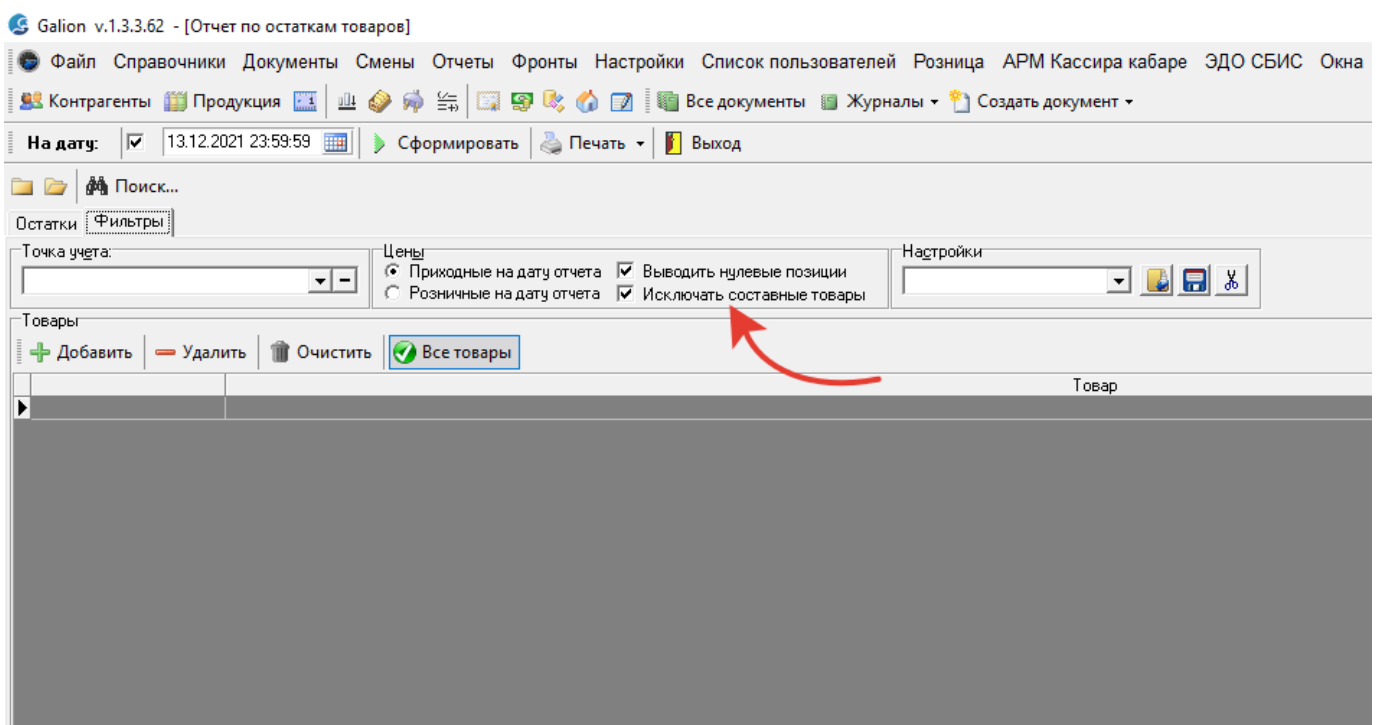 Galion v.1.3.3.62 - [Отчет по остаткам товаров]
Файл Справочники Документы Смены Отчеты Фронты Настройки Список пользователей Розница АРМ Кассира кабаре ЭДО СБИС Окна
Контрагенты Продукция Все документы Журналы Создать документ
На дату: 13.12.2021 23:59:59 Сформировать Печать Выход
Поиск...
Остатки Фильтры
Точка учета: Цены Настройки
Приходные на дату отчета Выводить нулевые позиции
Розничные на дату отчета Исключать составные товары
Товары
Добавить Удалить Очистить Все товары
Товар